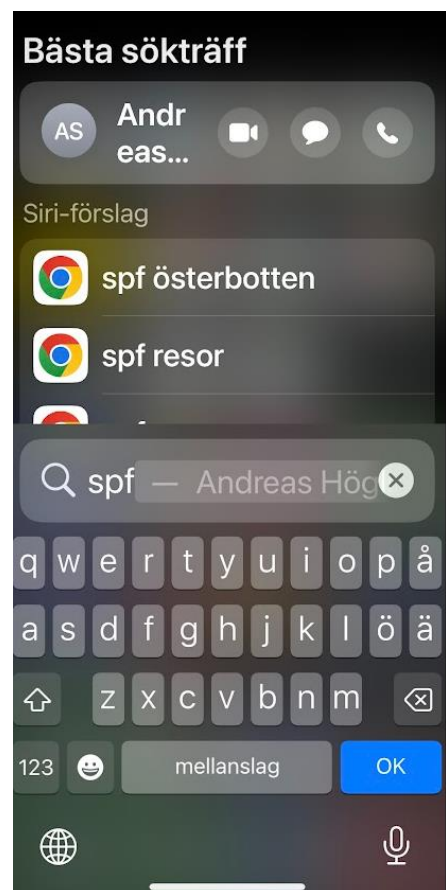 Bästa sökträff
AS
Andr
eas...
Siri-förslag
spf österbotten
spf resor
spf — Andreas Hög
q w e r t y u i o p å
a s d f g h j k l ö ä
z x c v b n m
123 mellanslag OK